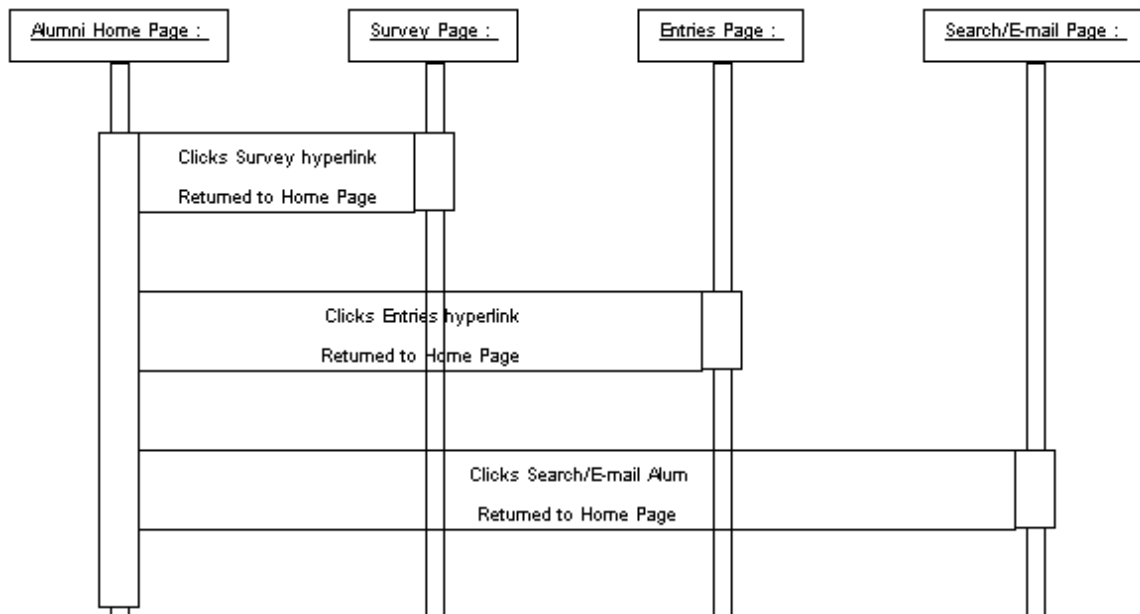 Alumni Home Page :
Survey Page :
Entries Page :
Search/E-mail Page :
Clicks Survey hyperlink
Returned to Home Page
Clicks Entries hyperlink
Returned to Home Page
Clicks Search/E-mail Alum
Returned to Home Page